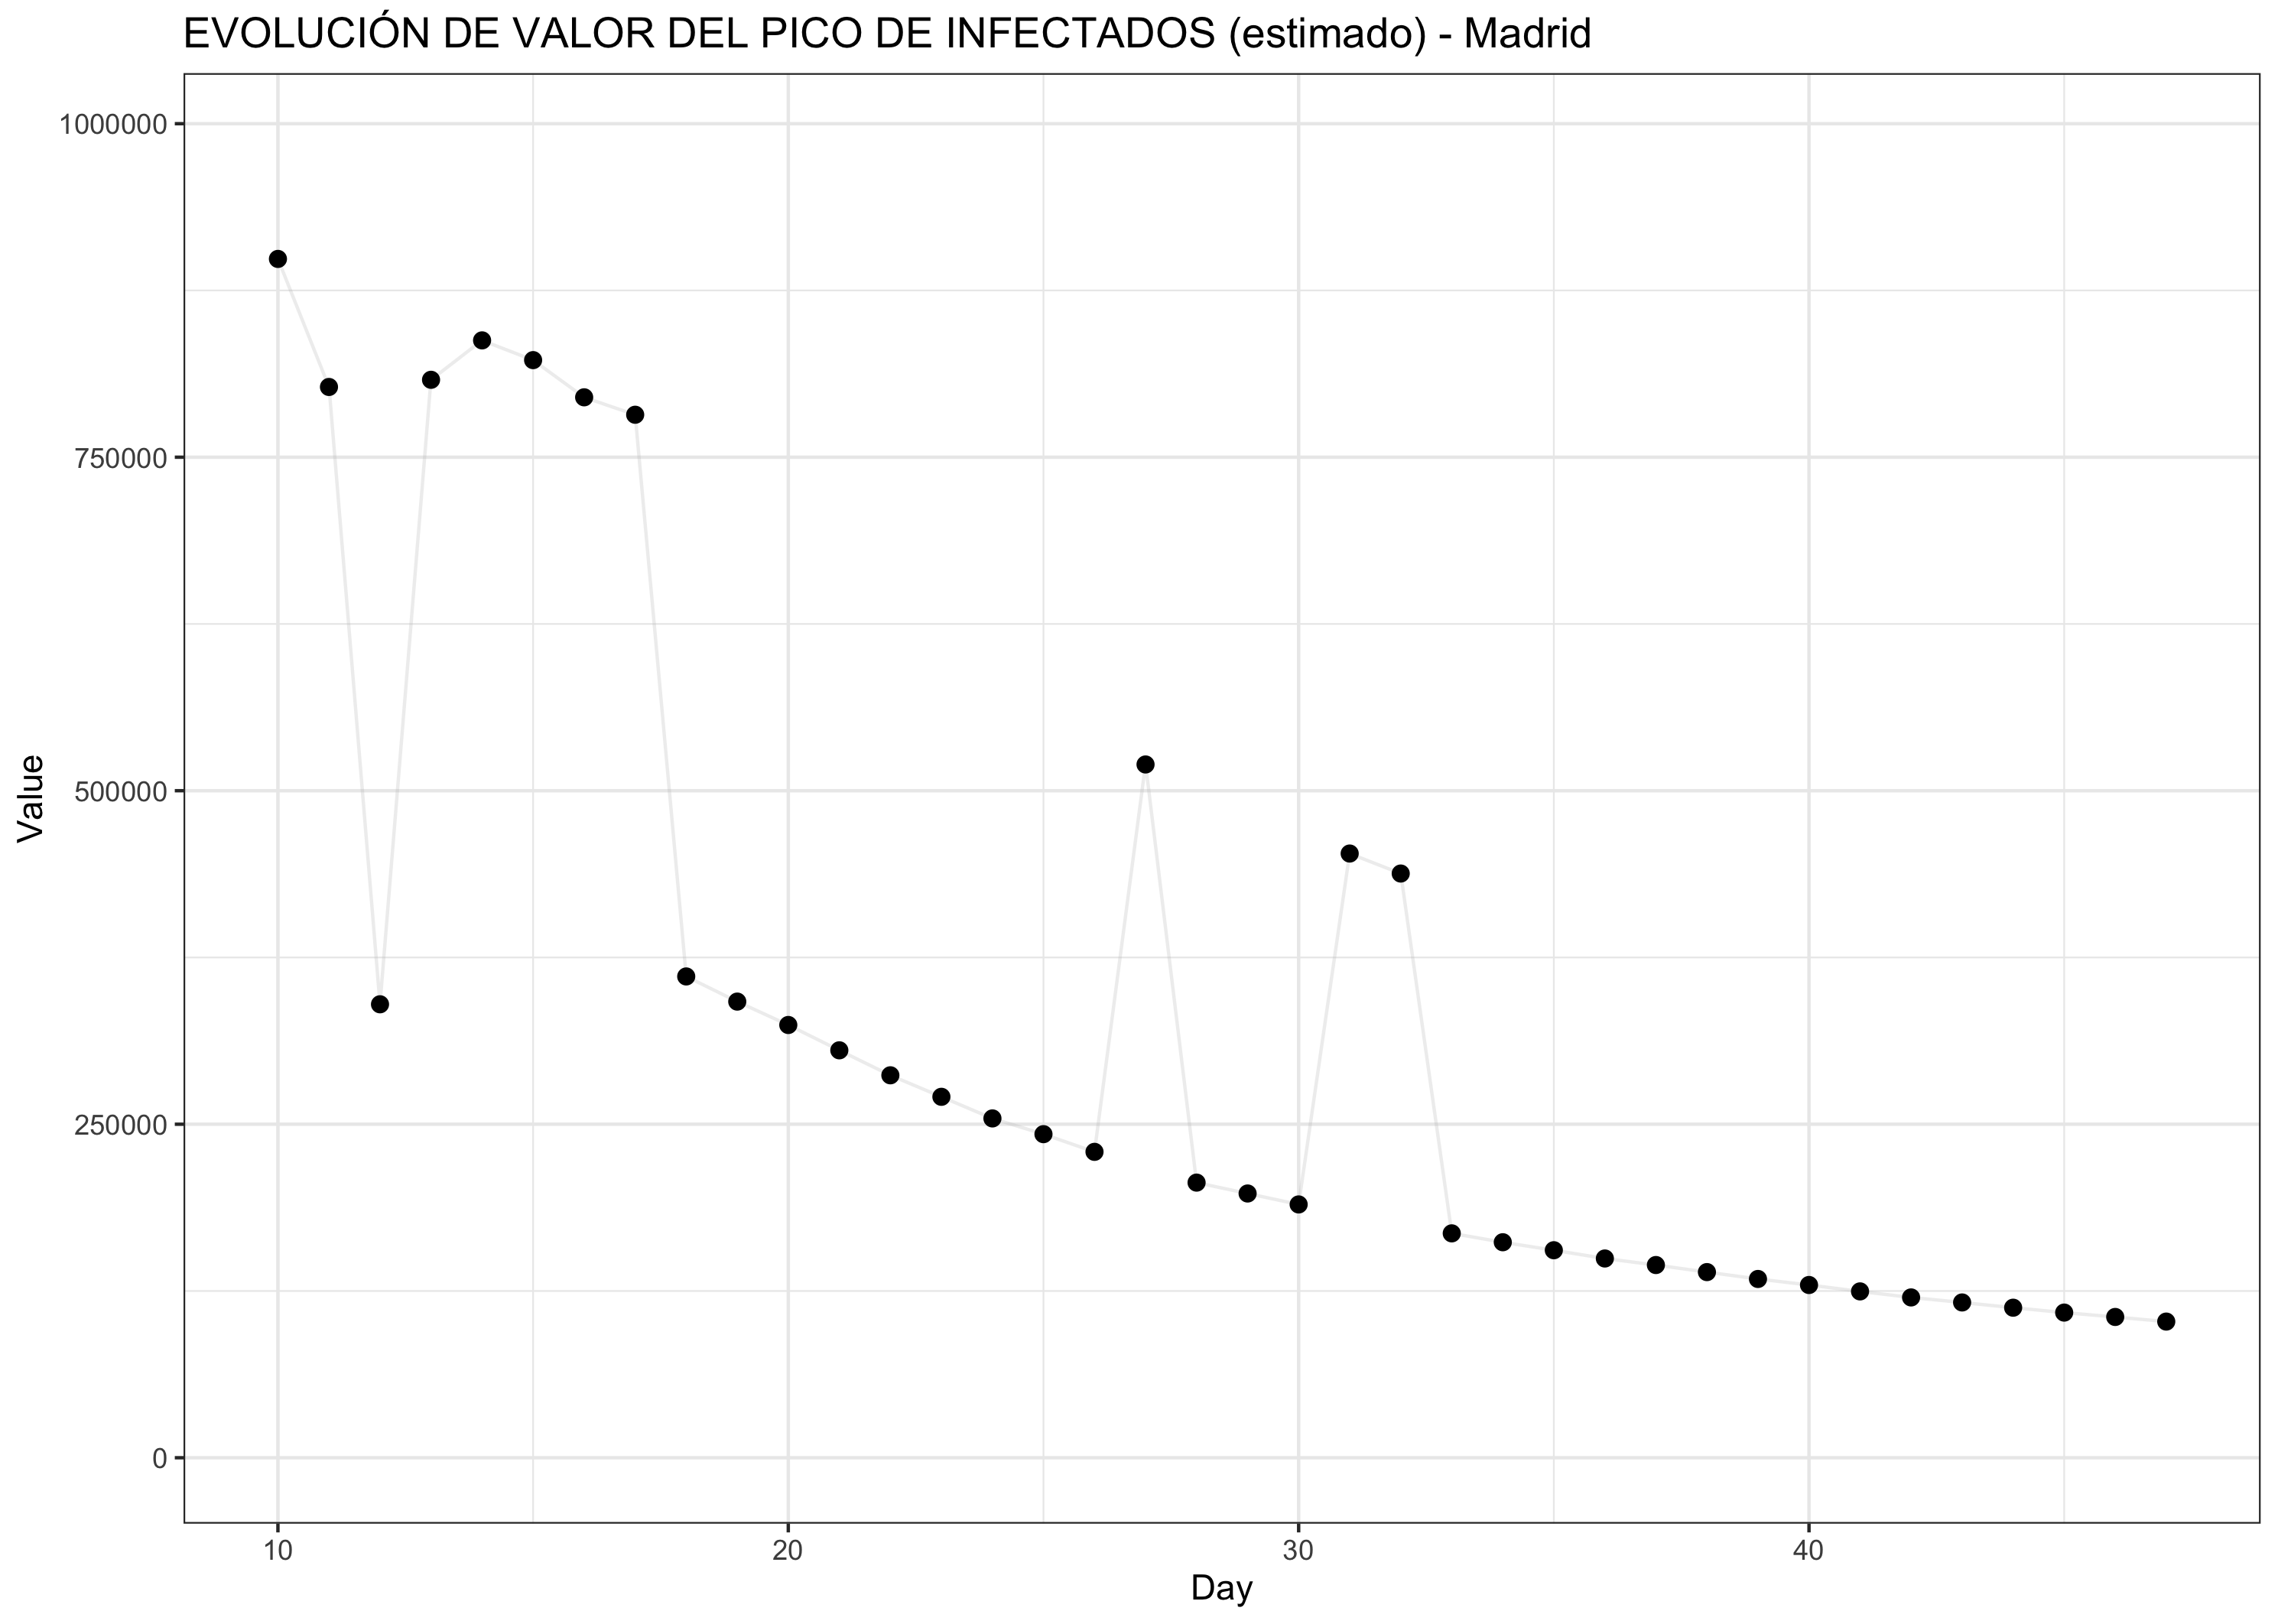 EVOLUCIÓN DE VALOR DEL PICO DE INFECTADOS (estimado) - Madrid
1000000
750000
500000
250000
0
Value
10 20 30 40
Day